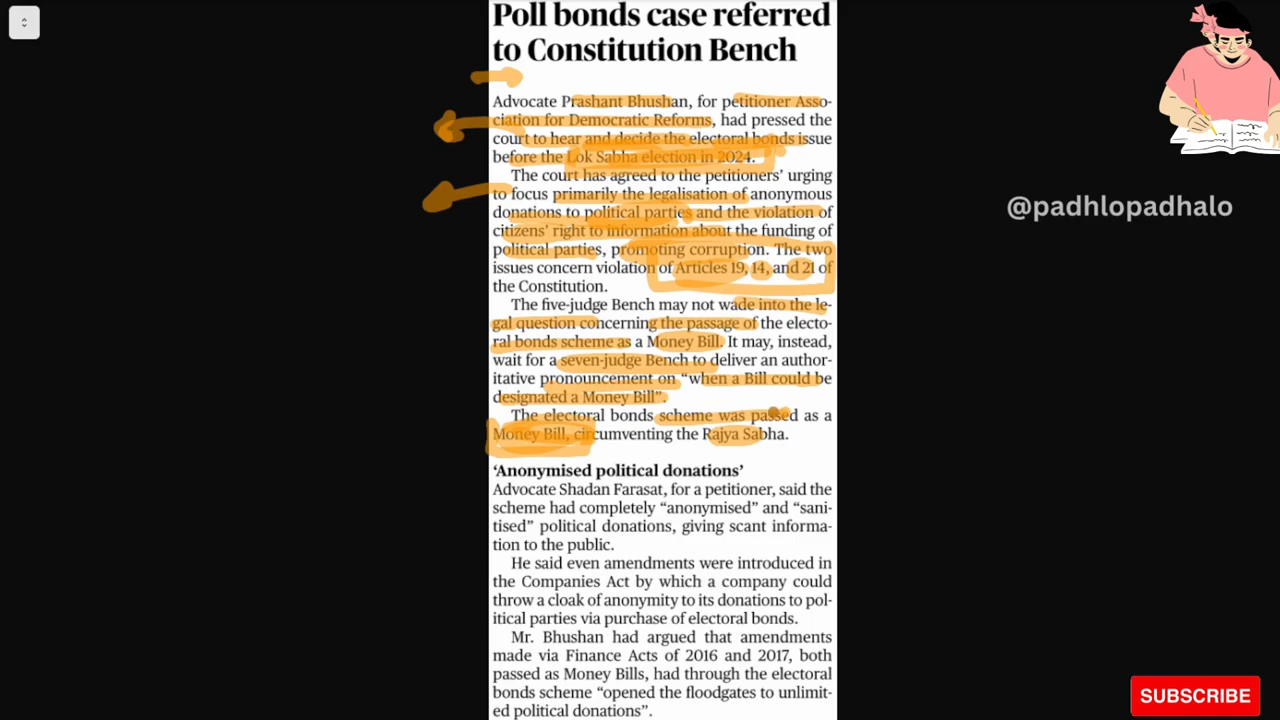 Poll bonds case referred
to Constitution Bench
Advocate Prashant Bhushan, for petitioner Asso-
ciation for Democratic Reforms, had pressed the
court to hear and decide the electoral bonds issue
before the Lok Sabha election in 2024.
The court has agreed to the petitioners’ urging
to focus primarily the legalisation of anonymous
donations to political parties and the violation of
citizens’ right to information about the funding of
political parties, promoting corruption. The two
issues concern violation of Articles 19, 14, and 21 of
the Constitution.
The five-judge Bench may not wade into the le-
gal question concerning the passage of the electo-
ral bonds scheme as a Money Bill. It may, instead,
wait for a seven-judge Bench to deliver an author-
itative pronouncement on “when a Bill could be
designated a Money Bill”.
The electoral bonds scheme was passed as a
Money Bill, circumventing the Rajya Sabha.
‘Anonymised political donations’
Advocate Shadan Farasat, for a petitioner, said the
scheme had completely “anonymised” and “sani-
tised” political donations, giving scant informa-
tion to the public.
He said even amendments were introduced in
the Companies Act by which a company could
throw a cloak of anonymity to its donations to pol-
itical parties via purchase of electoral bonds.
Mr. Bhushan had argued that amendments
made via Finance Acts of 2016 and 2017, both
passed as Money Bills, had through the electoral
bonds scheme “opened the floodgates to unlimit-
ed political donations”.
@padhlopadhalo
SUBSCRIBE